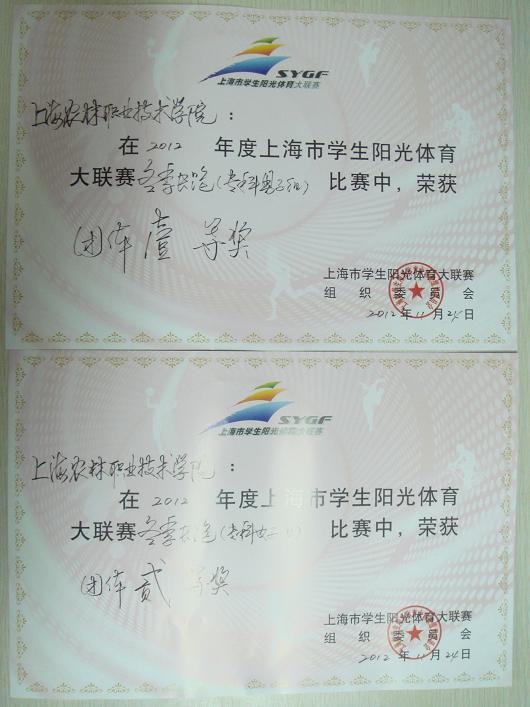 SYGF
上海市学生阳光体育大联赛
上海农林职业技术学院：
在2012年度上海市学生阳光体育
大联赛冬季长跑(专科男子组)比赛中，荣获
团体壹等奖
上海市学生阳光体育大联赛
组织委员会
2012年11月24日
SYGF
上海市学生阳光体育大联赛
上海农林职业技术学院：
在2012年度上海市学生阳光体育
大联赛冬季长跑(专科女子)比赛中，荣获
团体贰等奖
上海市学生阳光体育大联赛
组织委员会
2012年11月24日